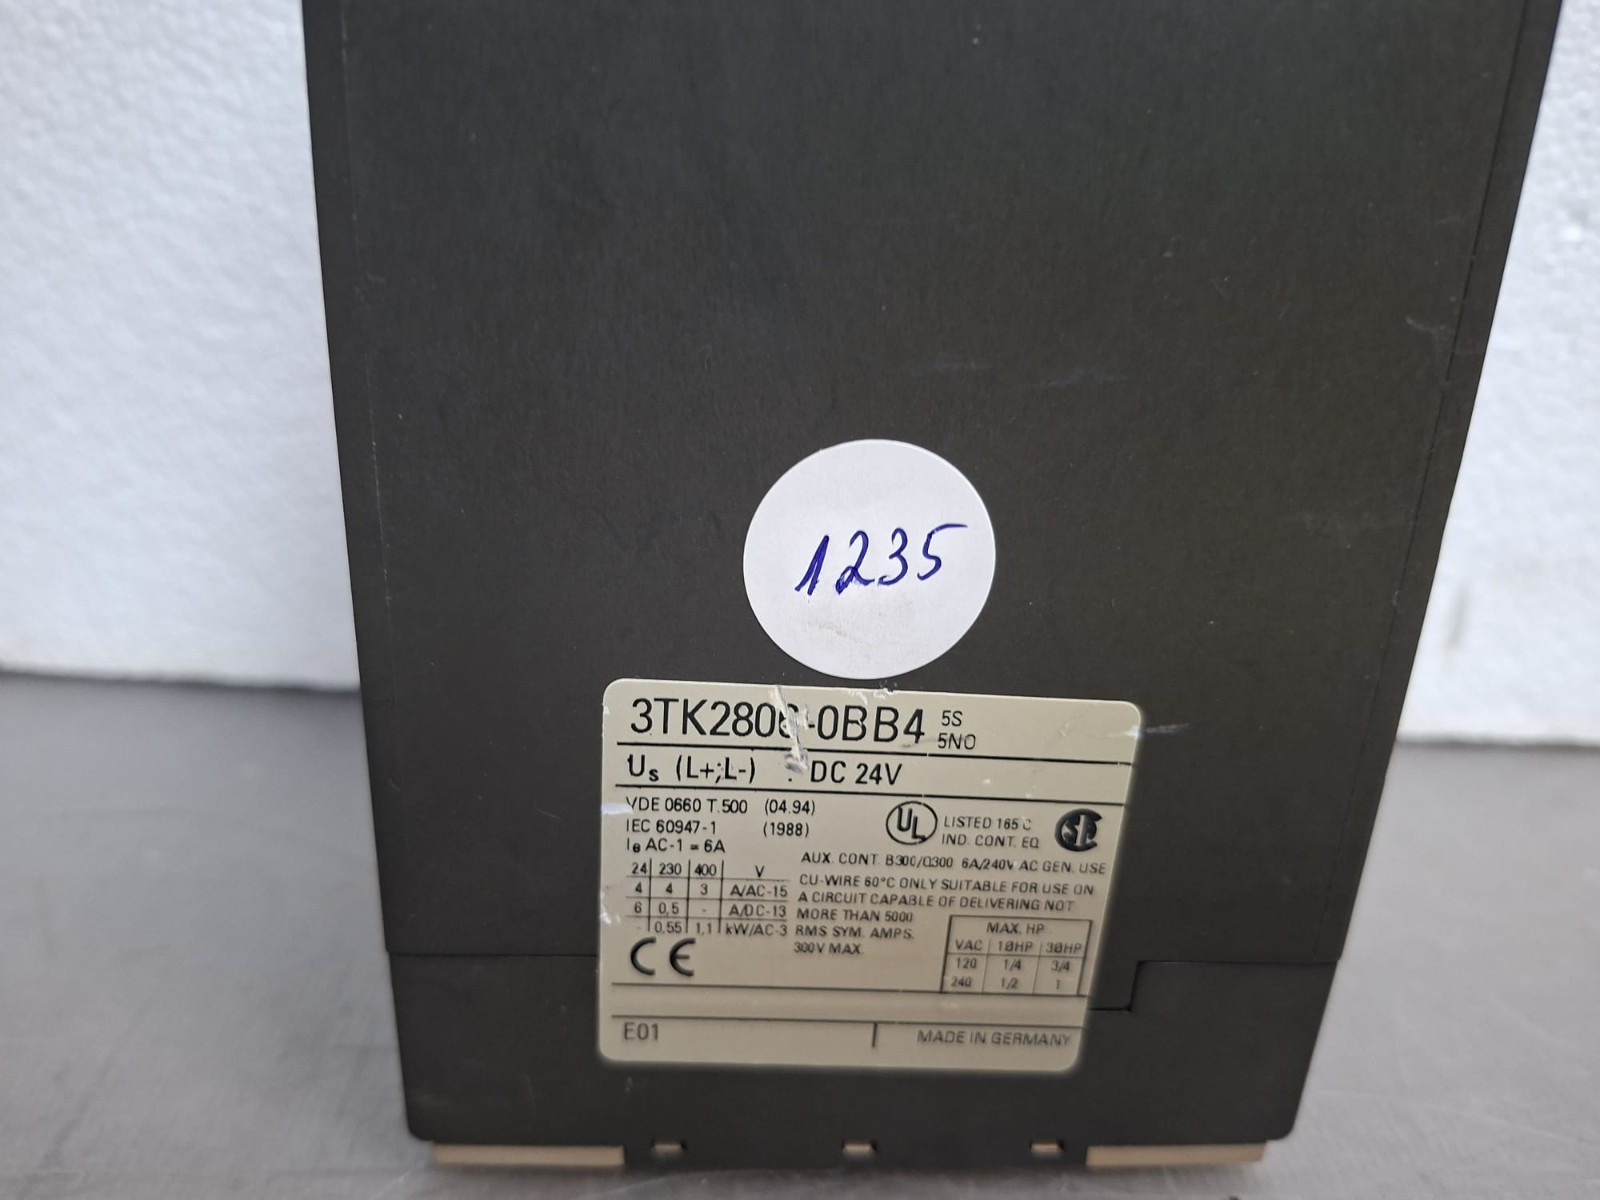 1235
3TK2806-0BB4 5S
5NO
Us (L+;L-) : DC 24V
VDE 0660 T.500 (04.94)
IEC 60947-1 (1988)
Ie AC-1 = 6A
UL LISTED 165 C
IND. CONT. EQ
AUX. CONT. B300/Q300 6A/240V AC GEN. USE
CU-WIRE 60°C ONLY SUITABLE FOR USE ON
A CIRCUIT CAPABLE OF DELIVERING NOT
MORE THAN 5000
RMS SYM. AMPS.
300V MAX.
24 230 400 V
4 4 3 A/AC-15
6 0,5 - A/DC-13
- 0,55 1,1 kW/AC-3
CE
MAX. HP
VAC 1ØHP 3ØHP
120 1/4 3/4
240 1/2 1
E01
MADE IN GERMANY